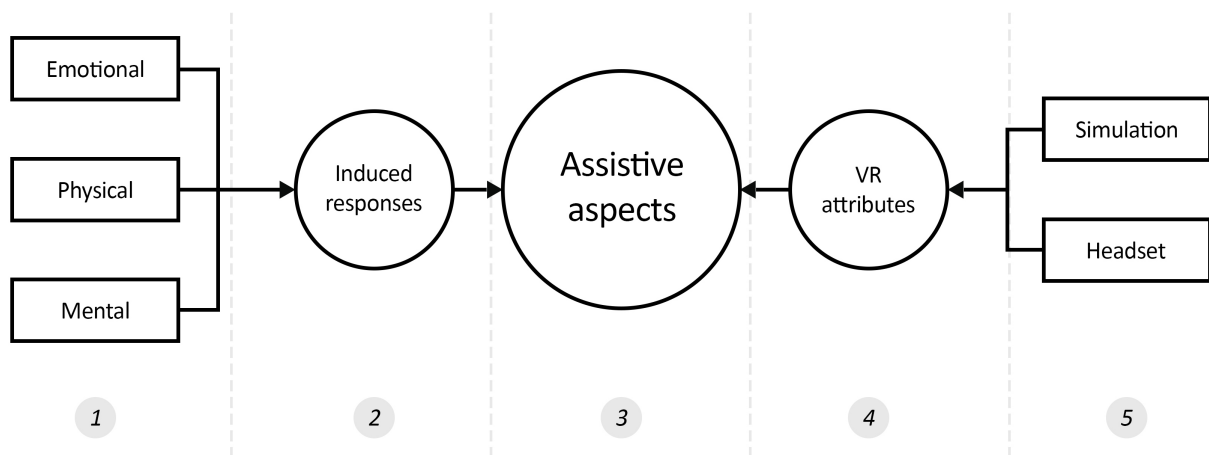 Emotional
Physical
Mental
Induced
responses
Assistive
aspects
VR
attributes
Simulation
Headset
1
2
3
4
5